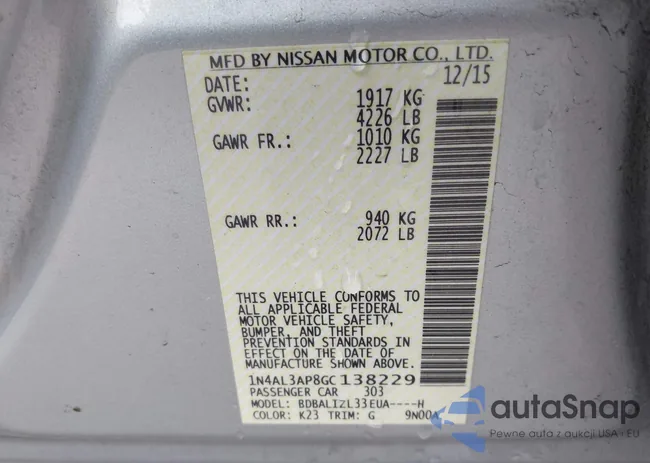 MFD BY NISSAN MOTOR CO., LTD.
DATE: 12/15
GVWR: 1917 KG
4226 LB
GAWR FR.: 1010 KG
2227 LB
GAWR RR.: 940 KG
2072 LB
THIS VEHICLE CONFORMS TO
ALL APPLICABLE FEDERAL
MOTOR VEHICLE SAFETY,
BUMPER, AND THEFT
PREVENTION STANDARDS
IN EFFECT ON THE DATE OF
MANUFACTURE SHOWN ABOVE.
1N4AL3AP8GC138229
PASSENGER CAR 303
MODEL: BDBALIZL33EUA----H
COLOR: K23 TRIM: G 9N00A
autoSnap
Pewne auta z aukcji USA i EU